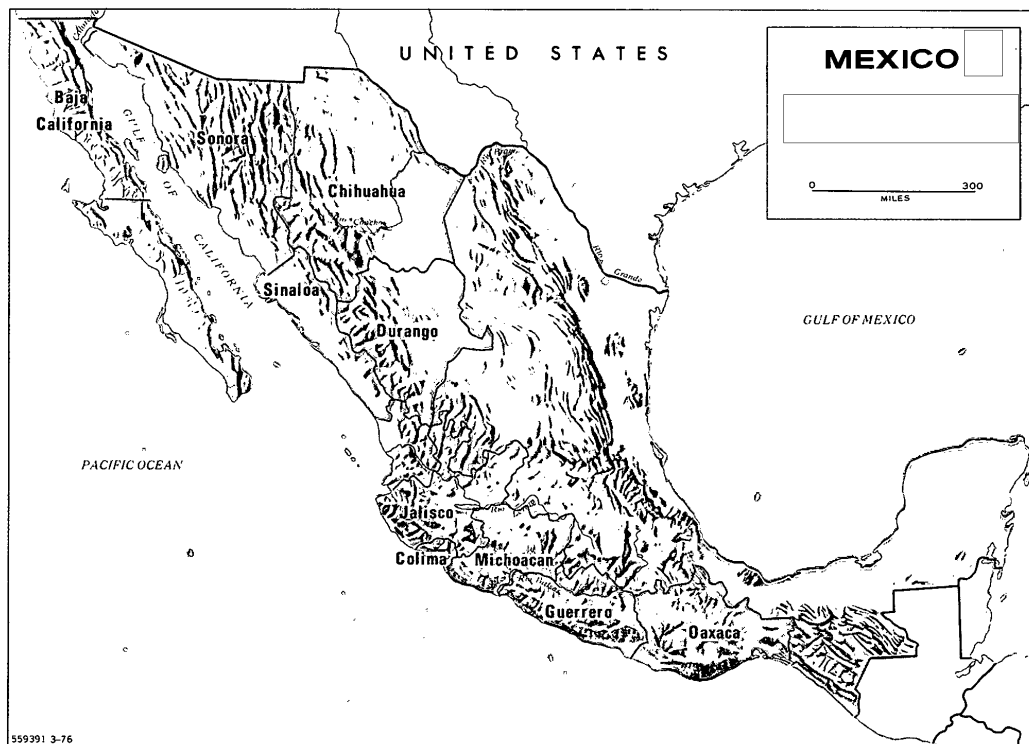 UNITED STATES
MEXICO
0 300
MILES
Baja
California
GULF OF CALIFORNIA
Sonora
Chihuahua
Sinaloa
Durango
Rio Grande
GULF OF MEXICO
PACIFIC OCEAN
Jalisco
Colima
Michoacan
Guerrero
Oaxaca
559391 3-76